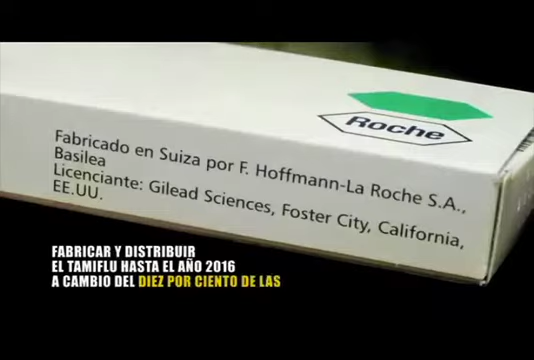 Roche
Fabricado en Suiza por F. Hoffmann-La Roche S.A.,
Basilea
Licenciante: Gilead Sciences, Foster City, California,
EE.UU.
FABRICAR Y DISTRIBUIR
EL TAMIFLU HASTA EL AÑO 2016
A CAMBIO DEL DIEZ POR CIENTO DE LAS